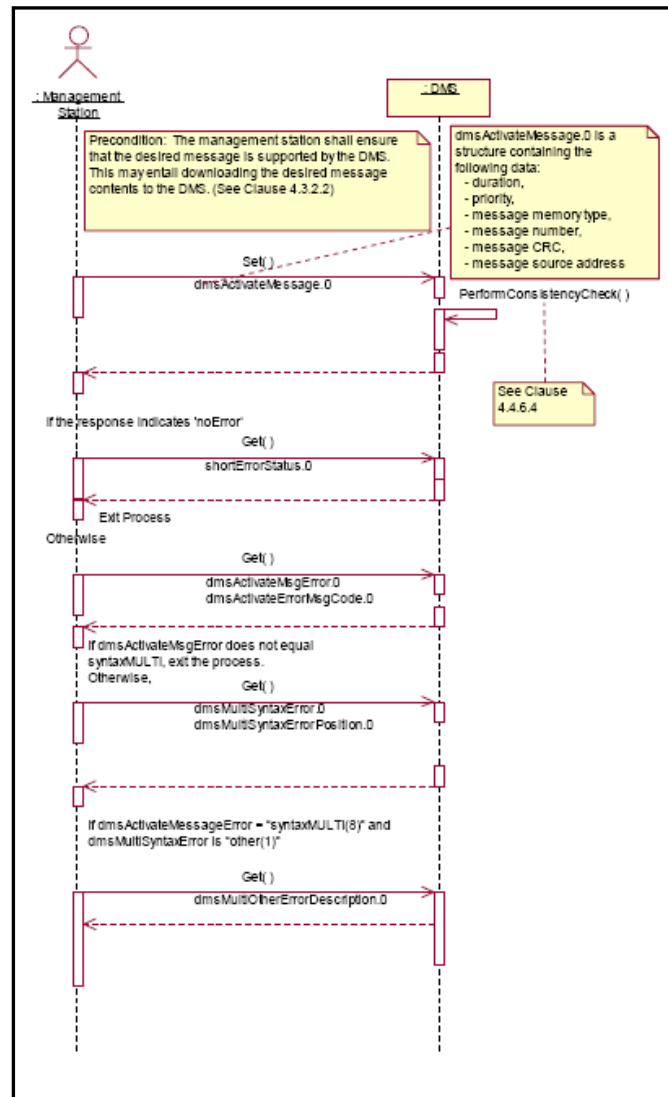 : Management
Station
: DMS
Precondition: The management station shall ensure
that the desired message is supported by the DMS.
This may entail downloading the desired message
contents to the DMS. (See Clause 4.3.2.2)
dmsActivateMessage.0 is a
structure containing the
following data:
- duration,
- priority,
- message memory type,
- message number,
- message CRC,
- message source address
Set( )
dmsActivateMessage.0
PerformConsistencyCheck( )
See Clause
4.4.6.4
If the response indicates 'noError'
Get( )
shortErrorStatus.0
Exit Process
Otherwise
Get( )
dmsActivateMsgError.0
dmsActivateErrorMsgCode.0
If dmsActivateMsgError does not equal
syntaxMULTI, exit the process.
Otherwise,
Get( )
dmsMultiSyntaxError.0
dmsMultiSyntaxErrorPosition.0
If dmsActivateMessageError = "syntaxMULTI(8)" and
dmsMultiSyntaxError is "other(1)"
Get( )
dmsMultiOtherErrorDescription.0